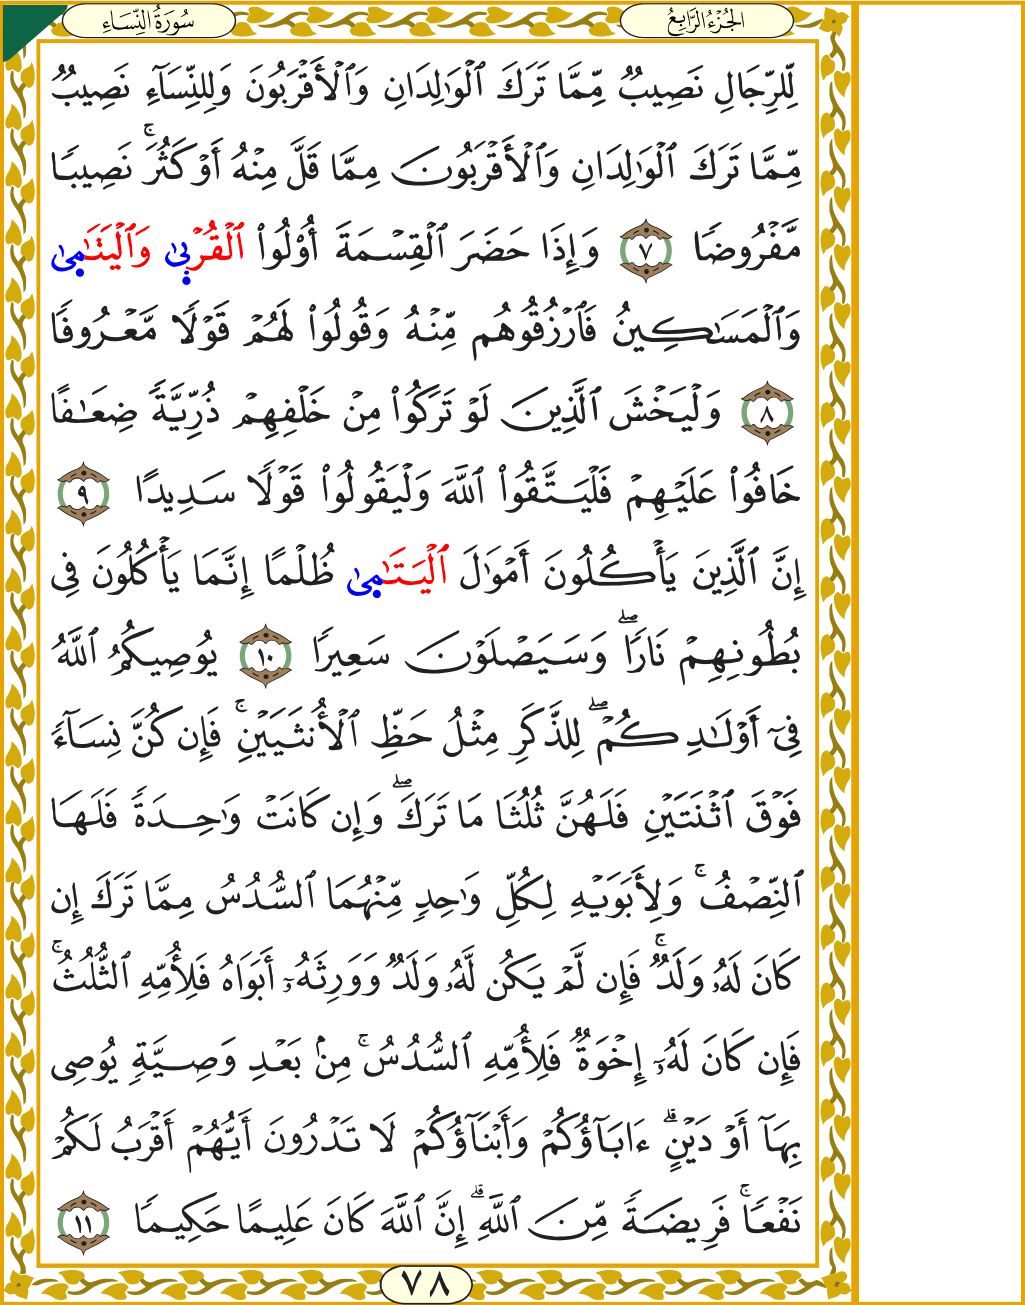 سُورَةُ النِّسَاءِ
الجُزْءُ الرَّابِعُ
لِّلرِّجَالِ نَصِيبٌ مِّمَّا تَرَكَ ٱلْوَٰلِدَانِ وَٱلْأَقْرَبُونَ وَلِلنِّسَآءِ نَصِيبٌ
مِّمَّا تَرَكَ ٱلْوَٰلِدَانِ وَٱلْأَقْرَبُونَ مِمَّا قَلَّ مِنْهُ أَوْ كَثُرَ ۚ نَصِيبًا
مَّفْرُوضًا ٧ وَإِذَا حَضَرَ ٱلْقِسْمَةَ أُو۟لُوا۟ ٱلْقُرْبَىٰ وَٱلْيَتَـٰمَىٰ
وَٱلْمَسَـٰكِينُ فَٱرْزُقُوهُم مِّنْهُ وَقُولُوا۟ لَهُمْ قَوْلًا مَّعْرُوفًا
٨ وَلْيَخْشَ ٱلَّذِينَ لَوْ تَرَكُوا۟ مِنْ خَلْفِهِمْ ذُرِّيَّةً ضِعَـٰفًا
خَافُوا۟ عَلَيْهِمْ فَلْيَتَّقُوا۟ ٱللَّهَ وَلْيَقُولُوا۟ قَوْلًا سَدِيدًا ٩
إِنَّ ٱلَّذِينَ يَأْكُلُونَ أَمْوَٰلَ ٱلْيَتَـٰمَىٰ ظُلْمًا إِنَّمَا يَأْكُلُونَ فِى
بُطُونِهِمْ نَارًا ۖ وَسَيَصْلَوْنَ سَعِيرًا ١٠ يُوصِيكُمُ ٱللَّهُ
فِىٓ أَوْلَـٰدِكُمْ ۖ لِلذَّكَرِ مِثْلُ حَظِّ ٱلْأُنثَيَيْنِ ۚ فَإِن كُنَّ نِسَآءً
فَوْقَ ٱثْنَتَيْنِ فَلَهُنَّ ثُلُثَا مَا تَرَكَ ۖ وَإِن كَانَتْ وَٰحِدَةً فَلَهَا
ٱلنِّصْفُ ۚ وَلِأَبَوَيْهِ لِكُلِّ وَٰحِدٍ مِّنْهُمَا ٱلسُّدُسُ مِمَّا تَرَكَ إِن
كَانَ لَهُۥ وَلَدٌ ۚ فَإِن لَّمْ يَكُن لَّهُۥ وَلَدٌ وَوَرِثَهُۥٓ أَبَوَاهُ فَلِأُمِّهِ ٱلثُّلُثُ ۚ
فَإِن كَانَ لَهُۥٓ إِخْوَةٌ فَلِأُمِّهِ ٱلسُّدُسُ ۚ مِنۢ بَعْدِ وَصِيَّةٍ يُوصِى
بِهَآ أَوْ دَيْنٍ ۗ ءَابَآؤُكُمْ وَأَبْنَآؤُكُمْ لَا تَدْرُونَ أَيُّهُمْ أَقْرَبُ لَكُمْ
نَفْعًا ۚ فَرِيضَةً مِّنَ ٱللَّهِ ۗ إِنَّ ٱللَّهَ كَانَ عَلِيمًا حَكِيمًا ١١
٧٨